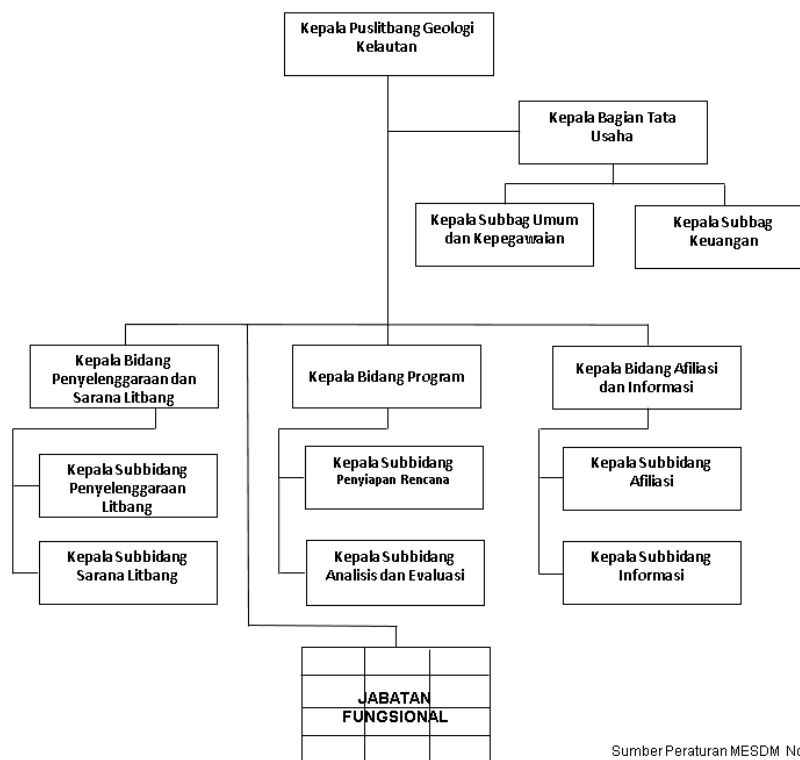 Kepala Puslitbang Geologi
Kelautan
Kepala Bagian Tata
Usaha
Kepala Subbag Umum
dan Kepegawaian
Kepala Subbag
Keuangan
Kepala Bidang
Penyelenggaraan dan
Sarana Litbang
Kepala Bidang Program
Kepala Bidang Afiliasi
dan Informasi
Kepala Subbidang
Penyelenggaraan
Litbang
Kepala Subbidang
Penyiapan Rencana
Kepala Subbidang
Afiliasi
Kepala Subbidang
Sarana Litbang
Kepala Subbidang
Analisis dan Evaluasi
Kepala Subbidang
Informasi
JABATAN
FUNGSIONAL
Sumber Peraturan MESDM No